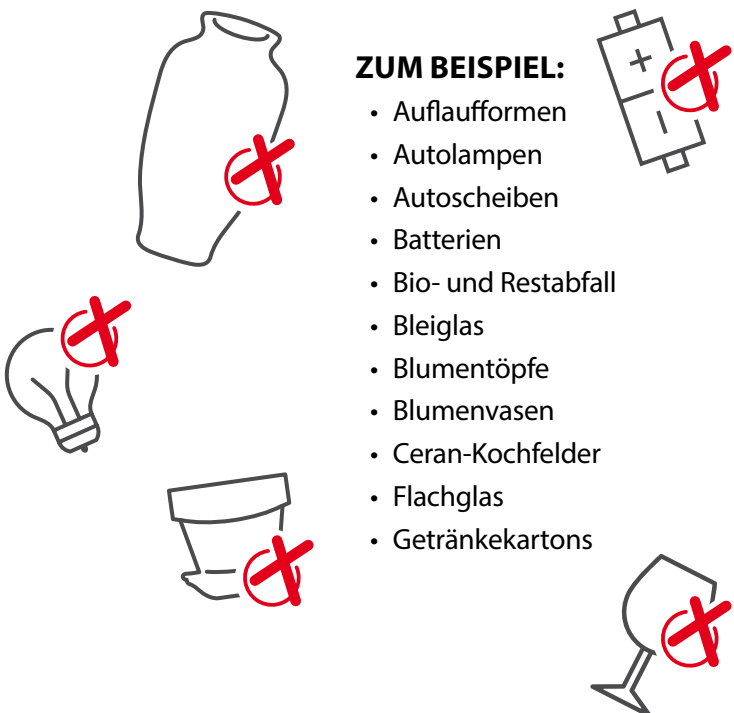 ZUM BEISPIEL:
• Auflaufformen
• Autolampen
• Autoscheiben
• Batterien
• Bio- und Restabfall
• Bleiglas
• Blumentöpfe
• Blumenvasen
• Ceran-Kochfelder
• Flachglas
• Getränkekartons